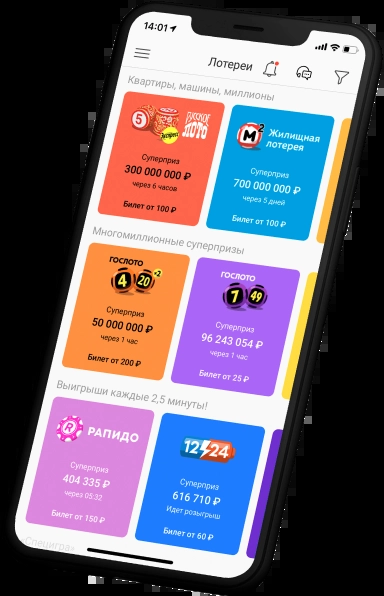 14:01
Лотереи
Квартиры, машины, миллионы
5
Экспресс
РУССКОЕ
ЛОТО
Суперприз
300 000 000 ₽
через 6 часов
Билет от 100 ₽
М²
Жилищная
лотерея
Суперприз
700 000 000 ₽
через 5 дней
Билет от 100 ₽
Многомиллионные суперпризы
ГОСЛОТО
4 20 x2
Суперприз
50 000 000 ₽
через 1 час
Билет от 200 ₽
ГОСЛОТО
7 49
Суперприз
96 243 054 ₽
через 1 час
Билет от 25 ₽
Выигрыши каждые 2,5 минуты!
R РАПИДО
Суперприз
404 335 ₽
через 05:32
Билет от 150 ₽
12 24
Суперприз
616 710 ₽
Идет розыгрыш
Билет от 60 ₽
«Специгра»